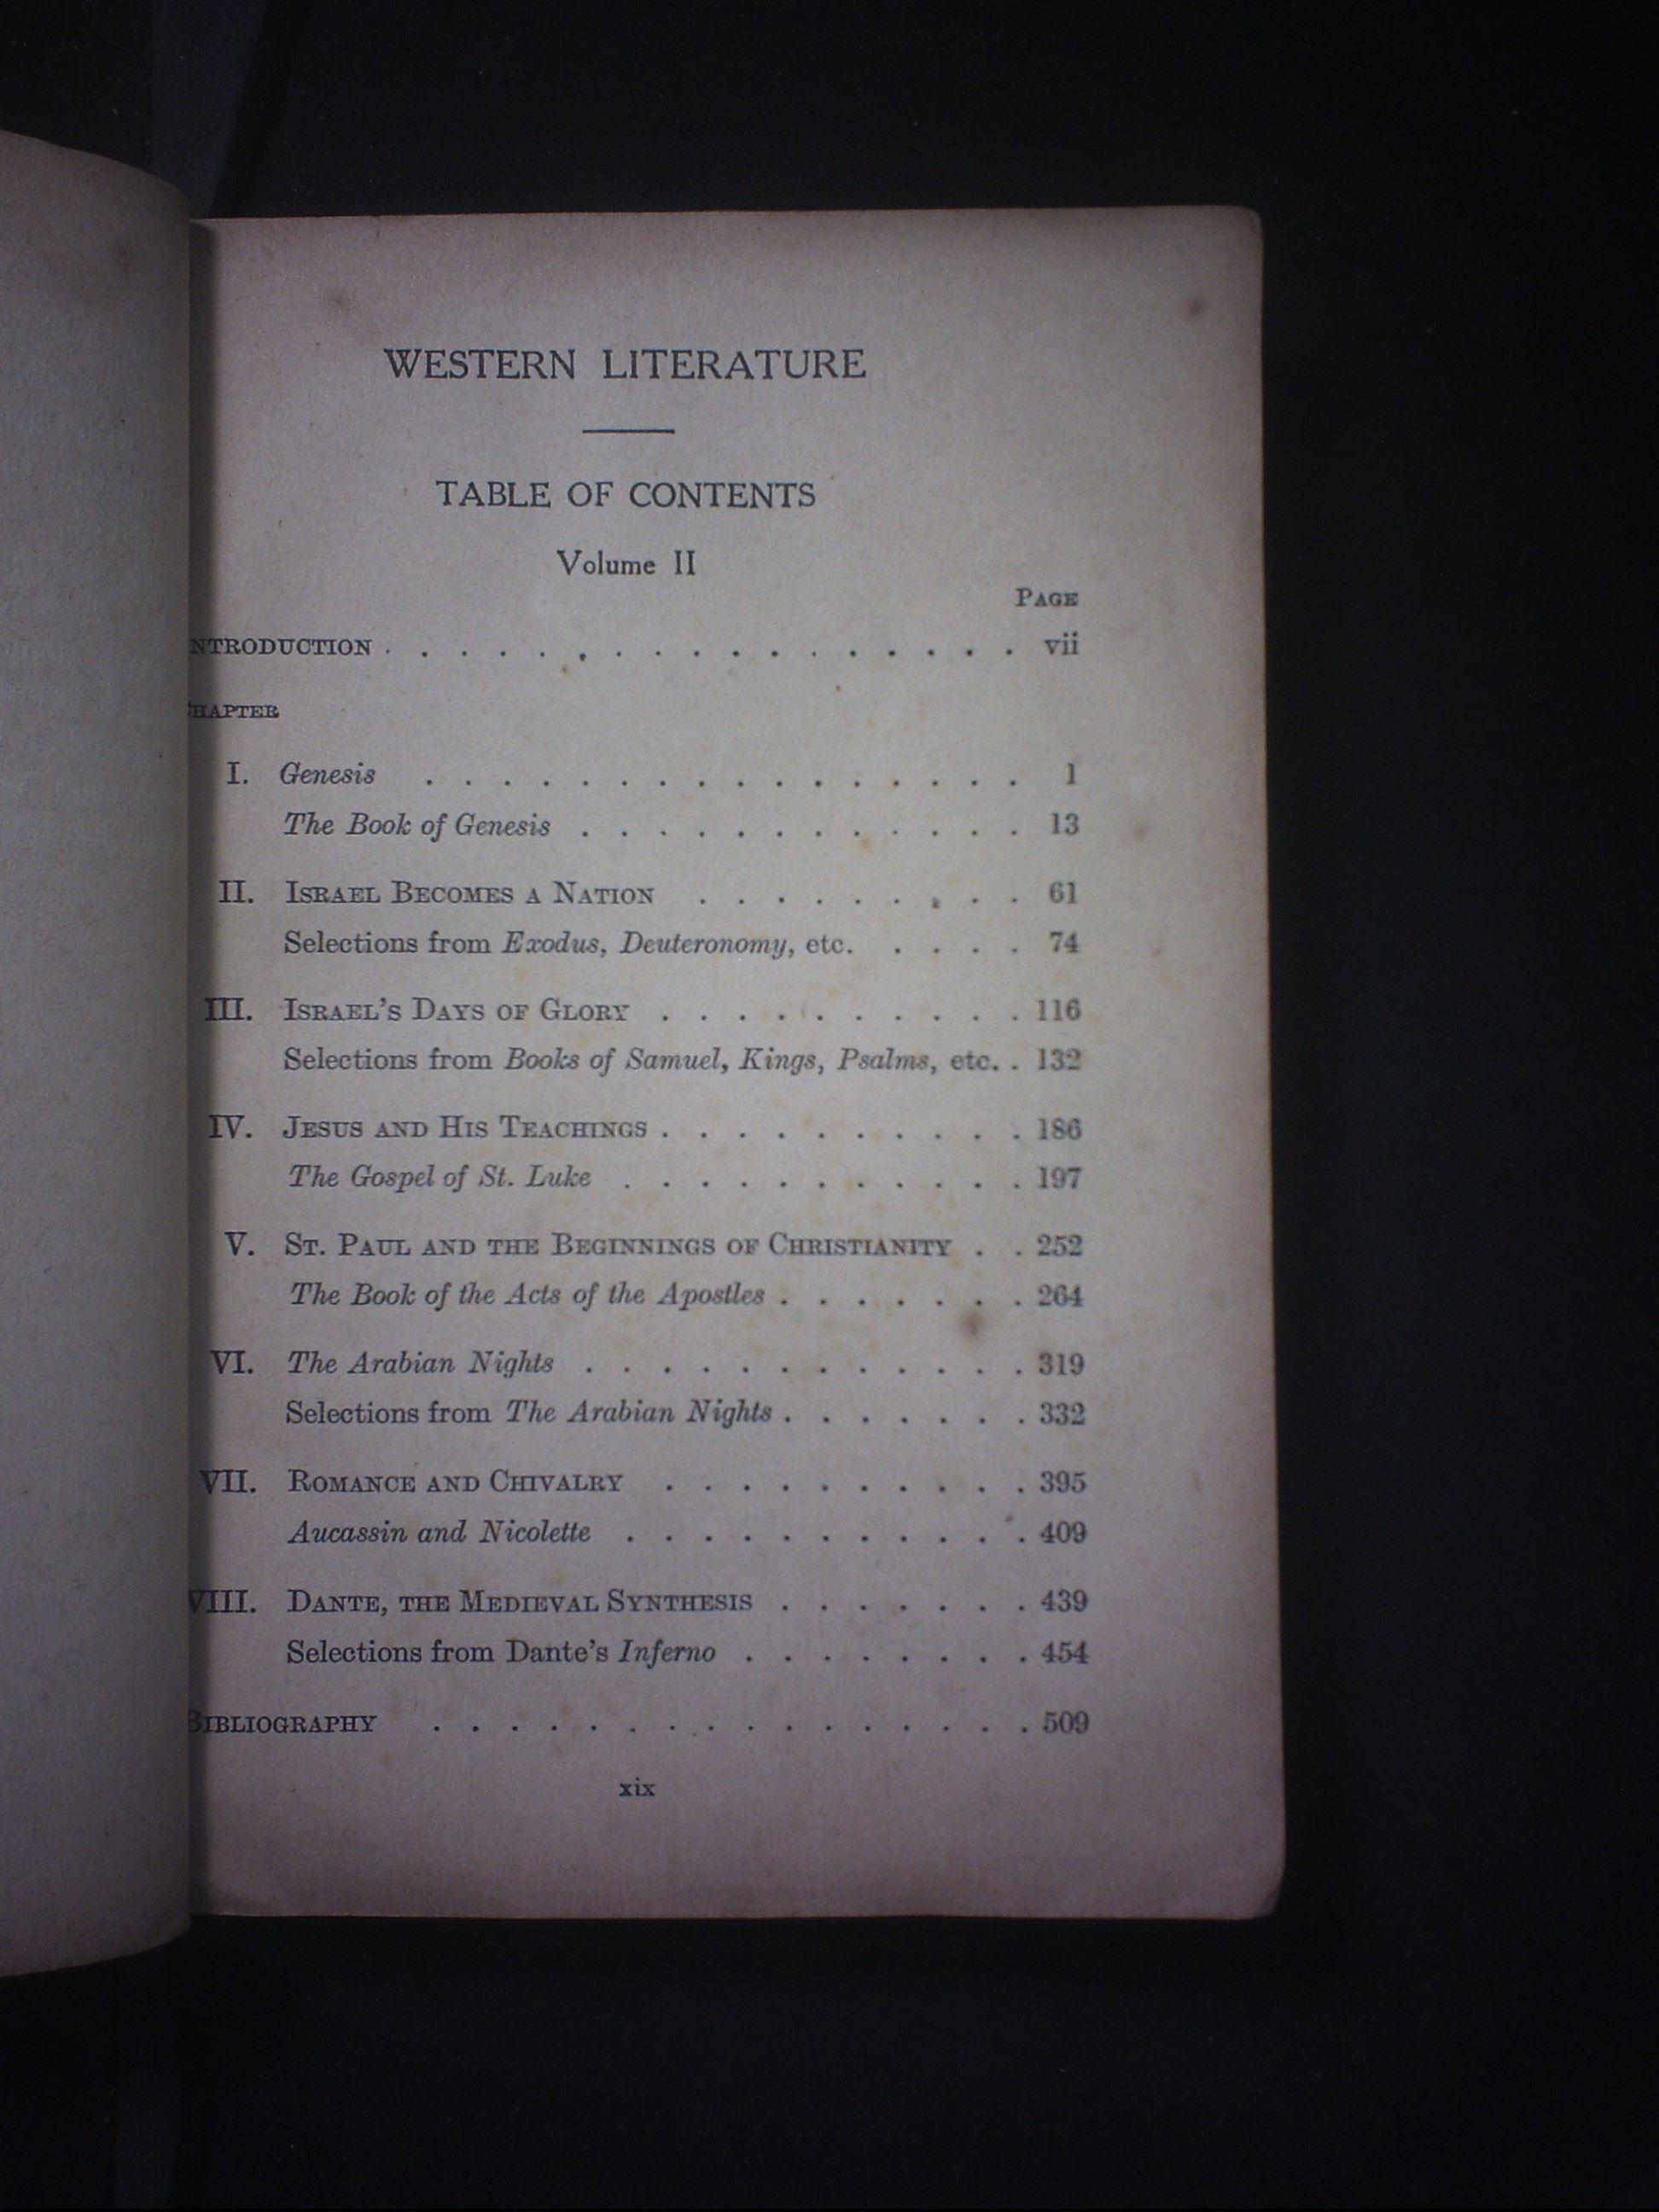 WESTERN LITERATURE
TABLE OF CONTENTS
Volume II
PAGE
INTRODUCTION . . . . . . . . . . . . . . . . . vii
CHAPTER
I. Genesis . . . . . . . . . . . . . . . . 1
The Book of Genesis . . . . . . . . . . . . 13
II. ISRAEL BECOMES A NATION . . . . . . . . . 61
Selections from Exodus, Deuteronomy, etc. . . . . 74
III. ISRAEL'S DAYS OF GLORY . . . . . . . . . . 116
Selections from Books of Samuel, Kings, Psalms, etc. . 132
IV. JESUS AND HIS TEACHINGS . . . . . . . . . . 186
The Gospel of St. Luke . . . . . . . . . . . 197
V. ST. PAUL AND THE BEGINNINGS OF CHRISTIANITY . . 252
The Book of the Acts of the Apostles . . . . . . . 264
VI. The Arabian Nights . . . . . . . . . . . . 319
Selections from The Arabian Nights . . . . . . . 332
VII. ROMANCE AND CHIVALRY . . . . . . . . . . 395
Aucassin and Nicolette . . . . . . . . . . . 409
VIII. DANTE, THE MEDIEVAL SYNTHESIS . . . . . . . 439
Selections from Dante's Inferno . . . . . . . . 454
BIBLIOGRAPHY . . . . . . . . . . . . . . . . 509
xix